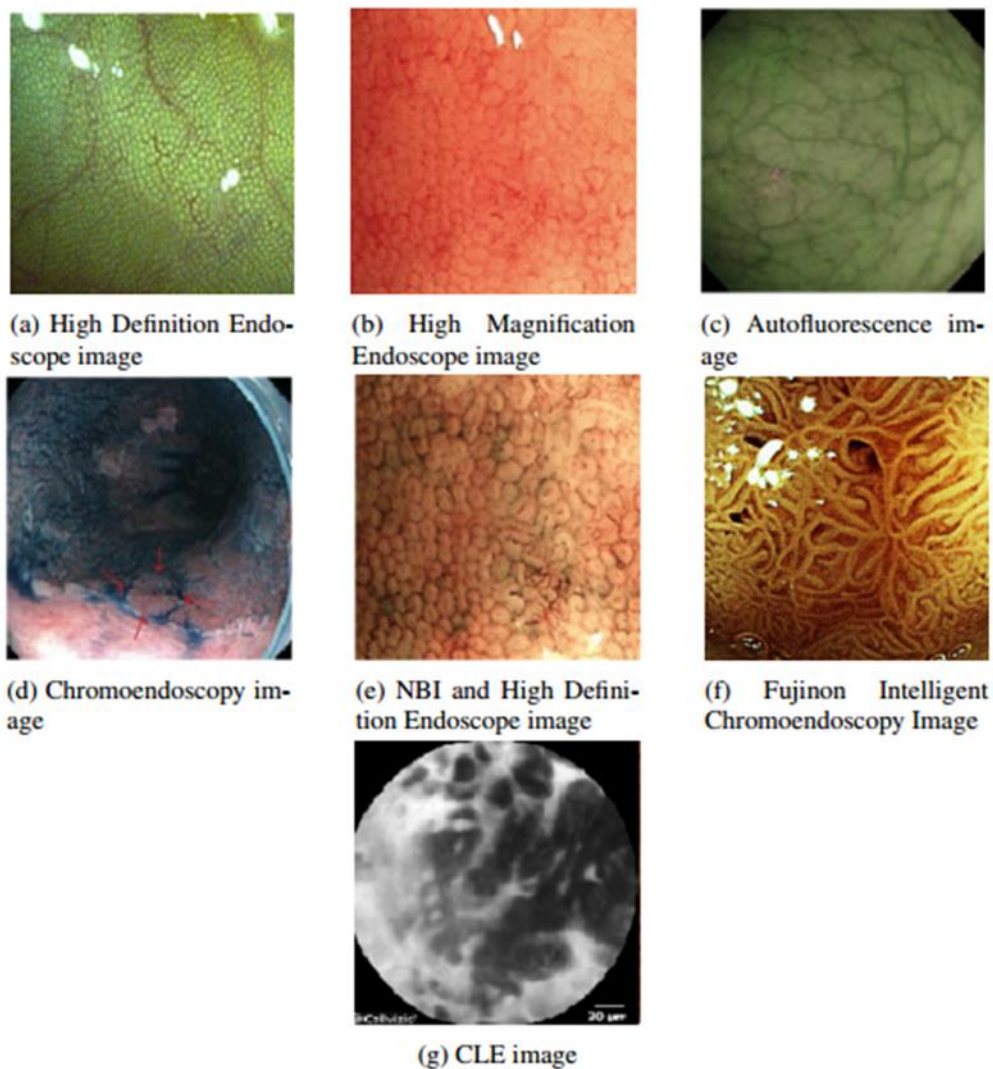 (a) High Definition Endo-
scope image
(b) High Magnification
Endoscope image
(c) Autofluorescence im-
age
(d) Chromoendoscopy im-
age
(e) NBI and High Defini-
tion Endoscope image
(f) Fujinon Intelligent
Chromoendoscopy Image
Cellvizio
20 µm
(g) CLE image